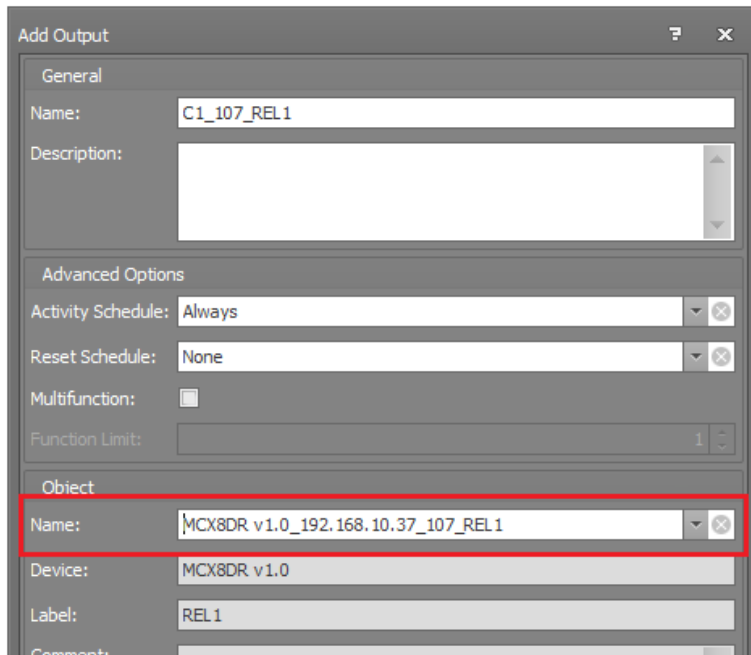 Add Output
General
Name: C1_107_REL1
Description:
Advanced Options
Activity Schedule: Always
Reset Schedule: None
Multifunction:
Function Limit: 1
Object
Name: MCX8DR v1.0_192.168.10.37_107_REL1
Device: MCX8DR v1.0
Label: REL1
Comment: